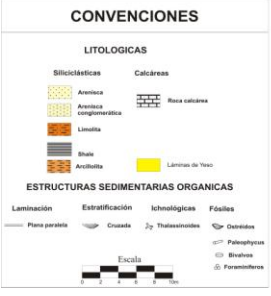 CONVENCIONES
LITOLOGICAS
Siliciclásticas Calcáreas
Arenisca
Arenisca
conglomerática
Roca calcárea
Limolita
Shale
Arcillolita
Láminas de Yeso
ESTRUCTURAS SEDIMENTARIAS ORGANICAS
Laminación Estratificación Ichnológicas Fósiles
Plana paralela Cruzada Thalassinoides Ostréidos
Paleophycus
Bivalvos
Foraminíferos
Escala
0 2 4 6 8 10m